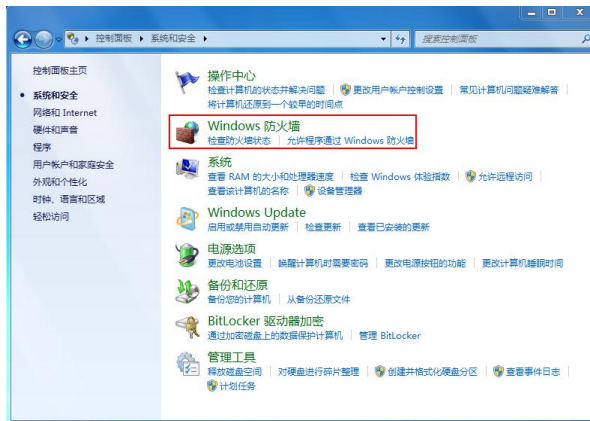 控制面板 系统和安全 搜索控制面板
控制面板主页
系统和安全
网络和 Internet
硬件和声音
程序
用户帐户和家庭安全
外观和个性化
时钟、语言和区域
轻松访问
操作中心
检查计算机的状态并解决问题 更改用户帐户控制设置 常见计算机问题疑难解答
将计算机还原到一个较早的时间点
Windows 防火墙
检查防火墙状态 允许程序通过 Windows 防火墙
系统
查看 RAM 的大小和处理器速度 检查 Windows 体验指数 允许远程访问
查看该计算机的名称 设备管理器
Windows Update
启用或禁用自动更新 检查更新 查看已安装的更新
电源选项
更改电池设置 唤醒计算机时需要密码 更改电源按钮的功能 更改计算机睡眠时间
备份和还原
备份您的计算机 从备份还原文件
BitLocker 驱动器加密
通过加密磁盘上的数据保护计算机 管理 BitLocker
管理工具
释放磁盘空间 对硬盘进行碎片整理 创建并格式化硬盘分区 查看事件日志
计划任务